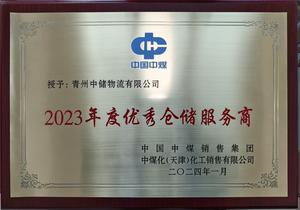 中国中煤
授予：青州中储物流有限公司
2023年度优秀仓储服务商
中国中煤销售集团
中煤化(天津)化工销售有限公司
二〇二四年一月